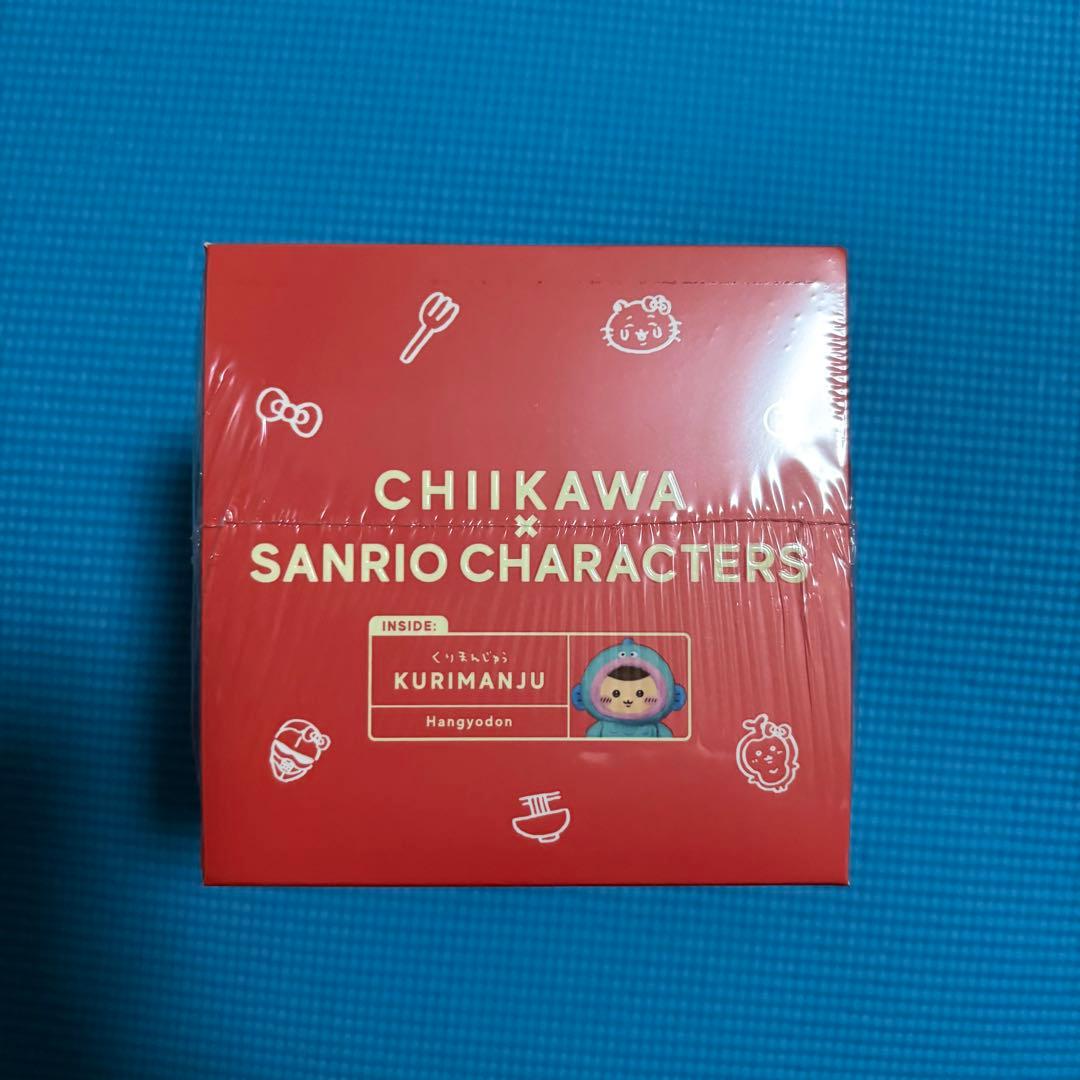 CHIIKAWA
×
SANRIO CHARACTERS
INSIDE:
くりまんじゅう
KURIMANJU
Hangyodon